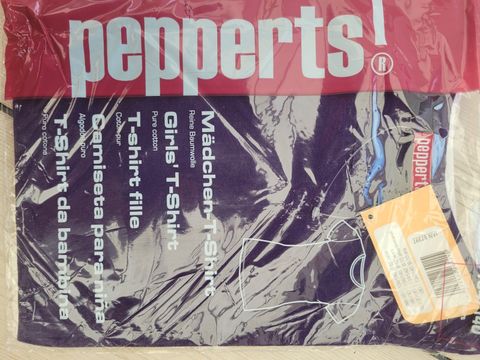 pepperts!
®
Mädchen-T-Shirt
Reine Baumwolle
Girls' T-Shirt
Pure cotton
T-shirt fille
Coton pur
Camiseta para niña
Algodón puro
T-Shirt da bambina
Puro cotone
pepperts